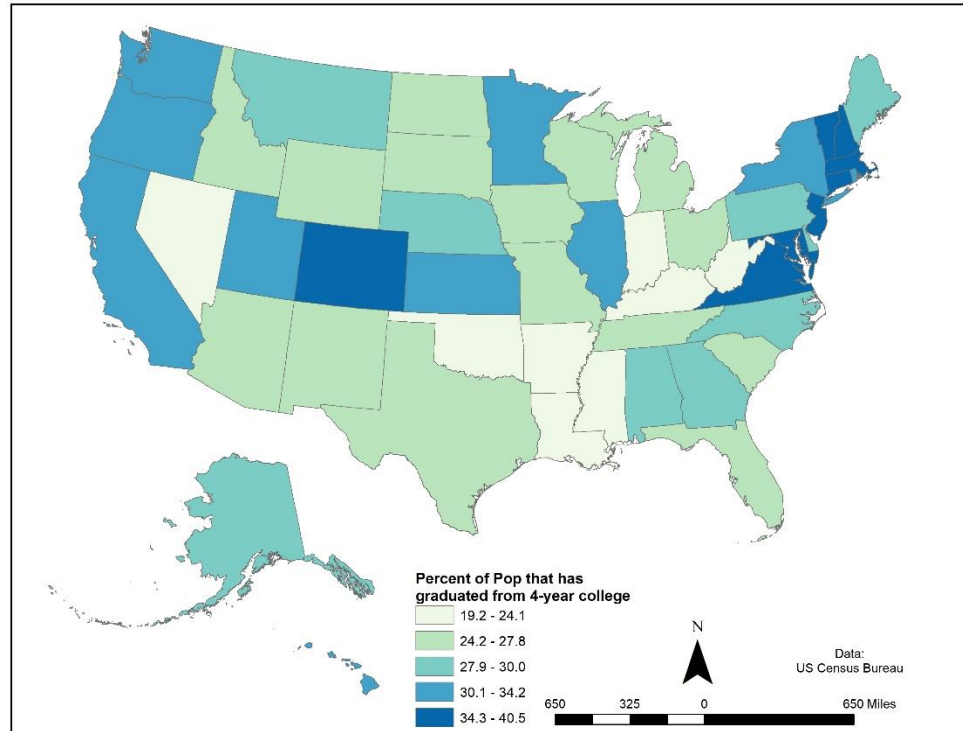 Percent of Pop that has
graduated from 4-year college
19.2 - 24.1
24.2 - 27.8
27.9 - 30.0
30.1 - 34.2
34.3 - 40.5
N
Data:
US Census Bureau
650 325 0 650 Miles